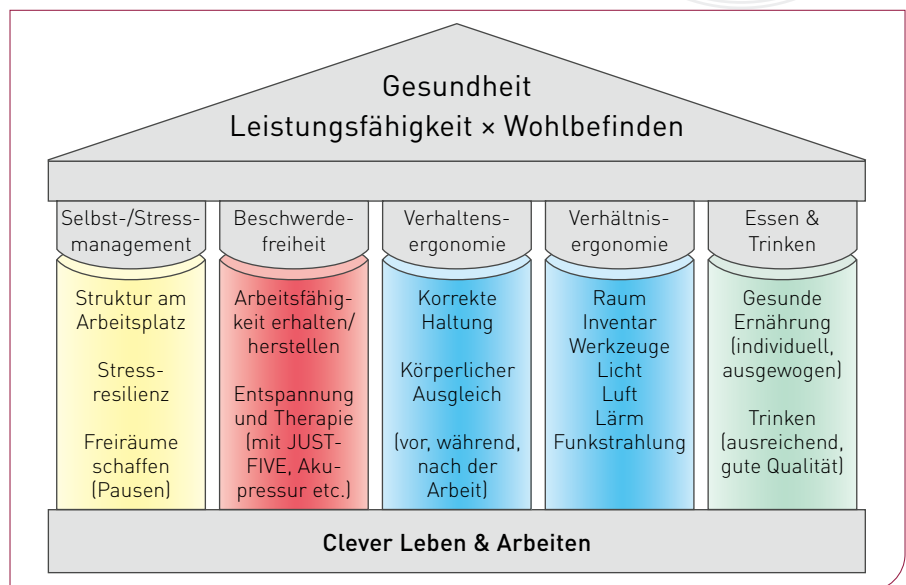 Gesundheit
Leistungsfähigkeit × Wohlbefinden
Selbst-/Stress-
management
Struktur am
Arbeitsplatz
Stress-
resilienz
Freiräume
schaffen
(Pausen)
Beschwerde-
freiheit
Arbeitsfähig-
keit erhalten/
herstellen
Entspannung
und Therapie
(mit JUST-
FIVE, Aku-
pressur etc.)
Verhaltens-
ergonomie
Korrekte
Haltung
Körperlicher
Ausgleich
(vor, während,
nach der
Arbeit)
Verhältnis-
ergonomie
Raum
Inventar
Werkzeuge
Licht
Luft
Lärm
Funkstrahlung
Essen &
Trinken
Gesunde
Ernährung
(individuell,
ausgewogen)
Trinken
(ausreichend,
gute Qualität)
Clever Leben & Arbeiten